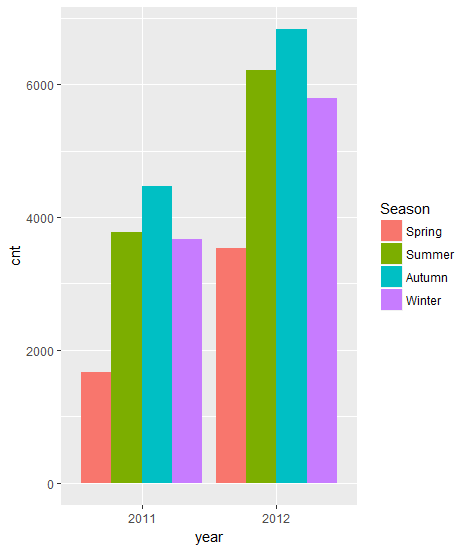 cnt
6000
4000
2000
0
2011 2012
year
Season
Spring
Summer
Autumn
Winter